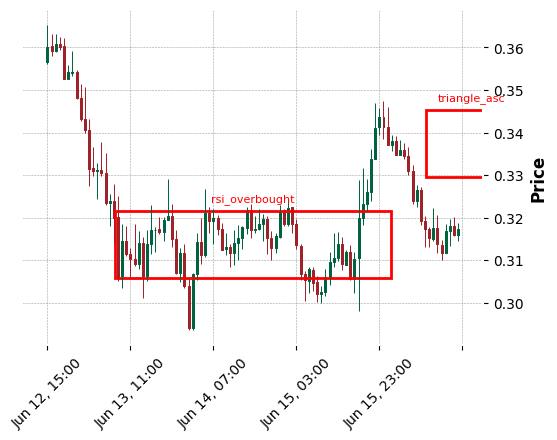 0.36
0.35
triangle_asc
0.34
0.33
Price
rsi_overbought
0.32
0.31
0.30
Jun 12, 15:00
Jun 13, 11:00
Jun 14, 07:00
Jun 15, 03:00
Jun 15, 23:00